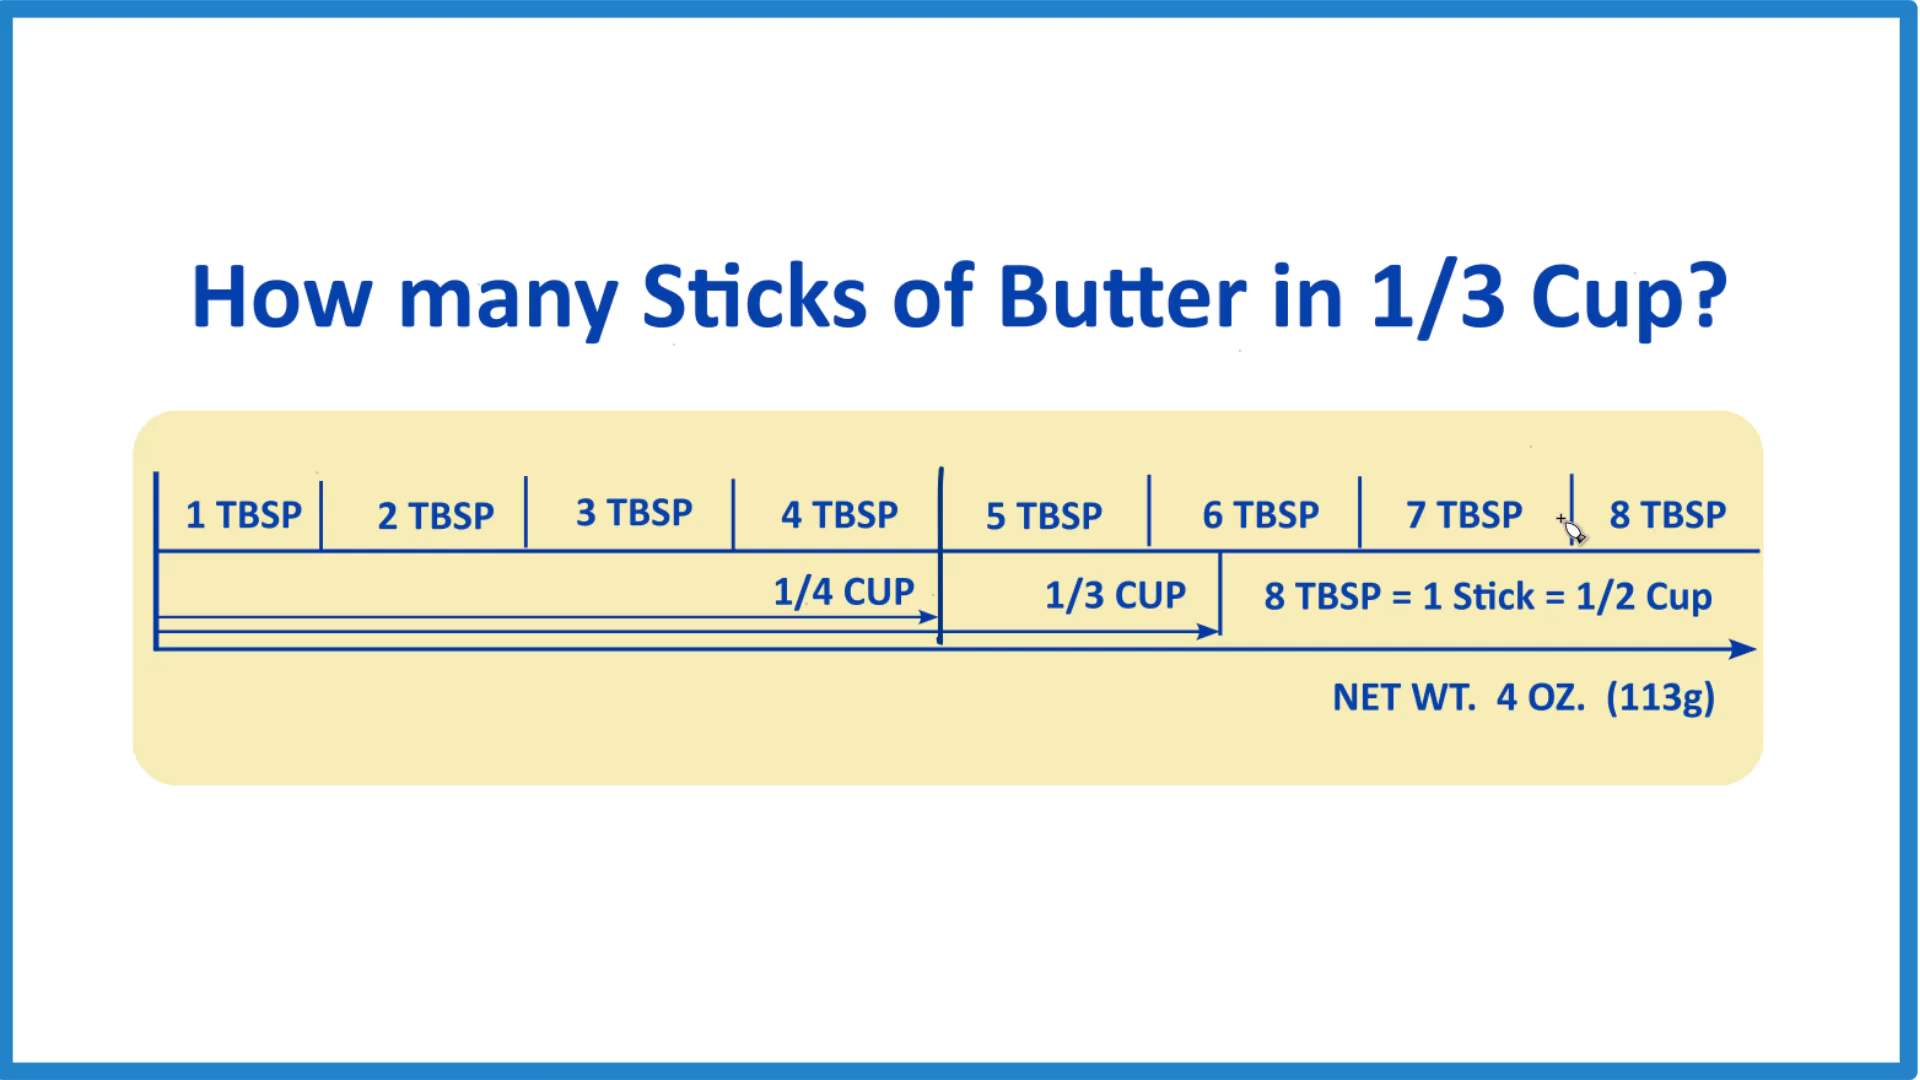 How many Sticks of Butter in 1/3 Cup?
1 TBSP 2 TBSP 3 TBSP 4 TBSP 5 TBSP 6 TBSP 7 TBSP 8 TBSP
1/4 CUP 1/3 CUP 8 TBSP = 1 Stick = 1/2 Cup
NET WT. 4 OZ. (113g)